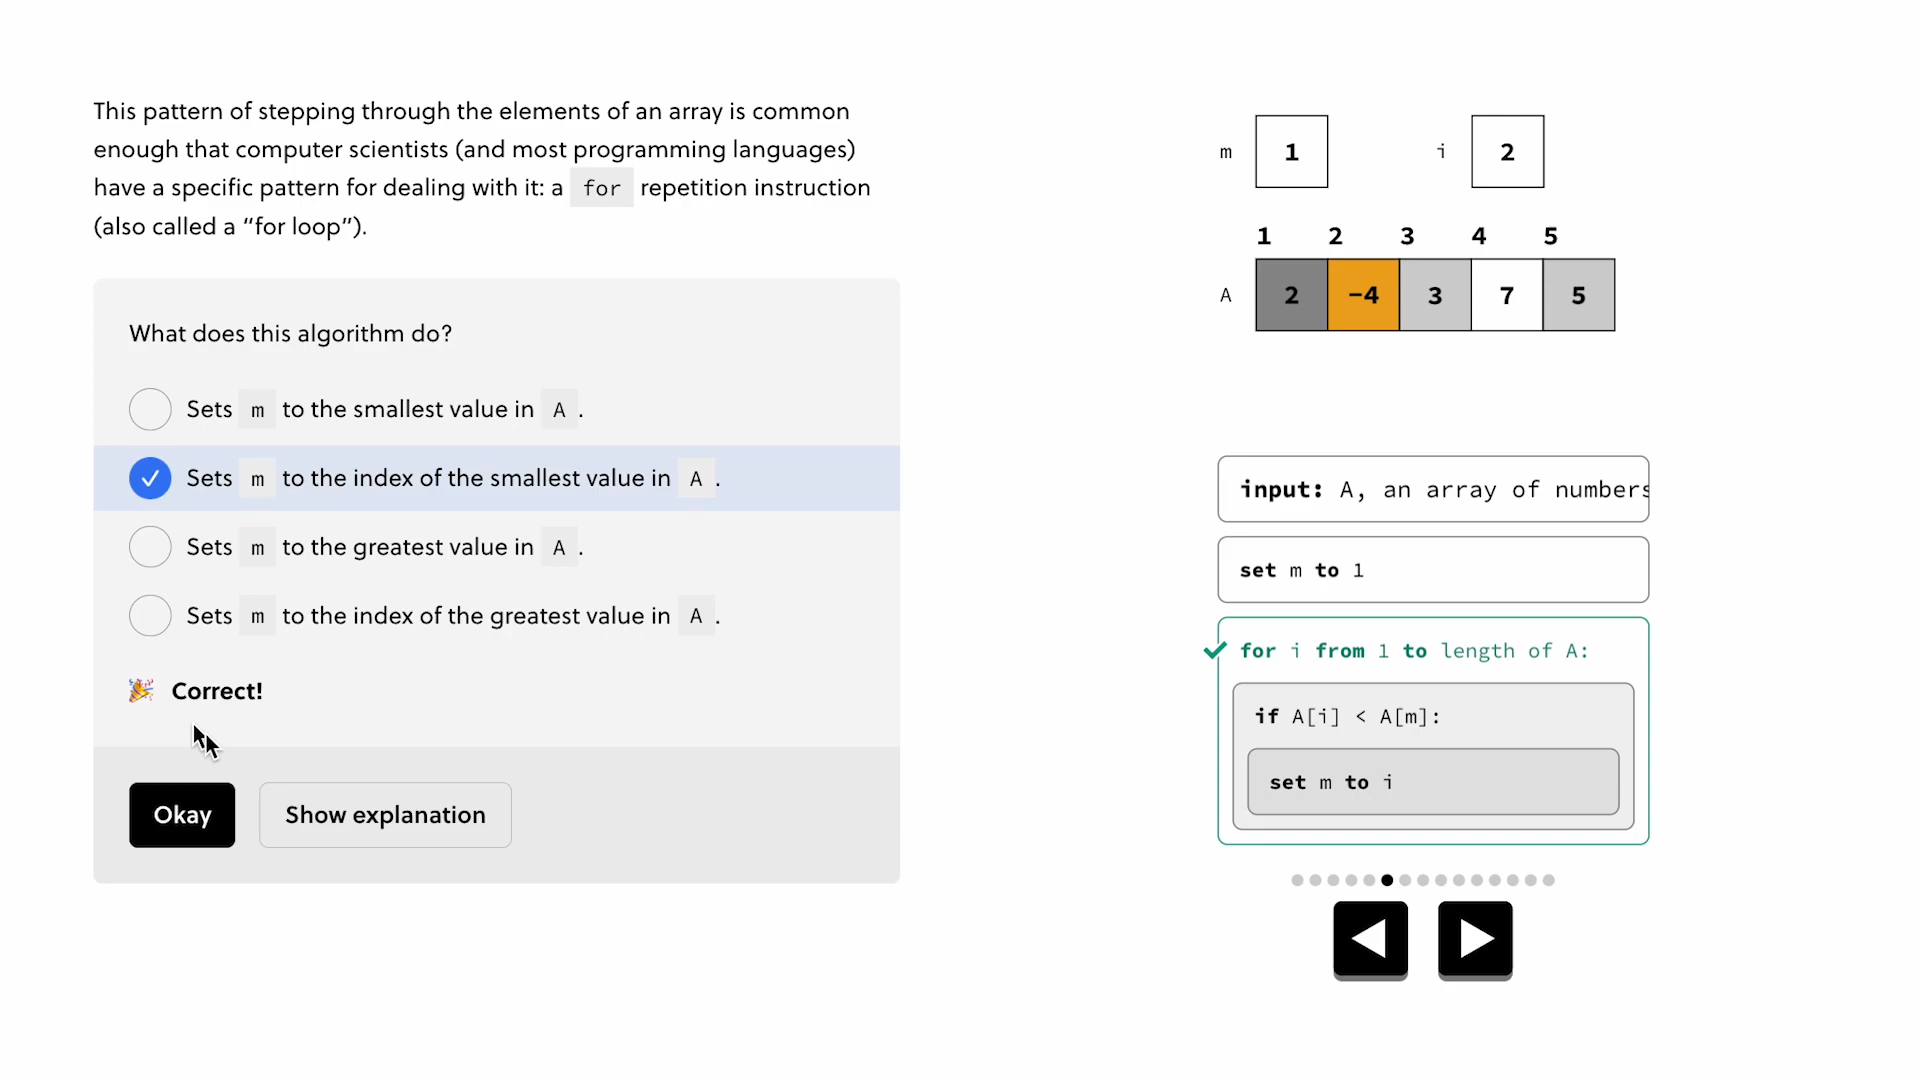 This pattern of stepping through the elements of an array is common
enough that computer scientists (and most programming languages)
have a specific pattern for dealing with it: a for repetition instruction
(also called a “for loop”).
What does this algorithm do?
Sets m to the smallest value in A .
Sets m to the index of the smallest value in A .
Sets m to the greatest value in A .
Sets m to the index of the greatest value in A .
Correct!
Okay
Show explanation
m 1 i 2
1 2 3 4 5
A 2 −4 3 7 5
input: A, an array of numbers
set m to 1
for i from 1 to length of A:
if A[i] < A[m]:
set m to i